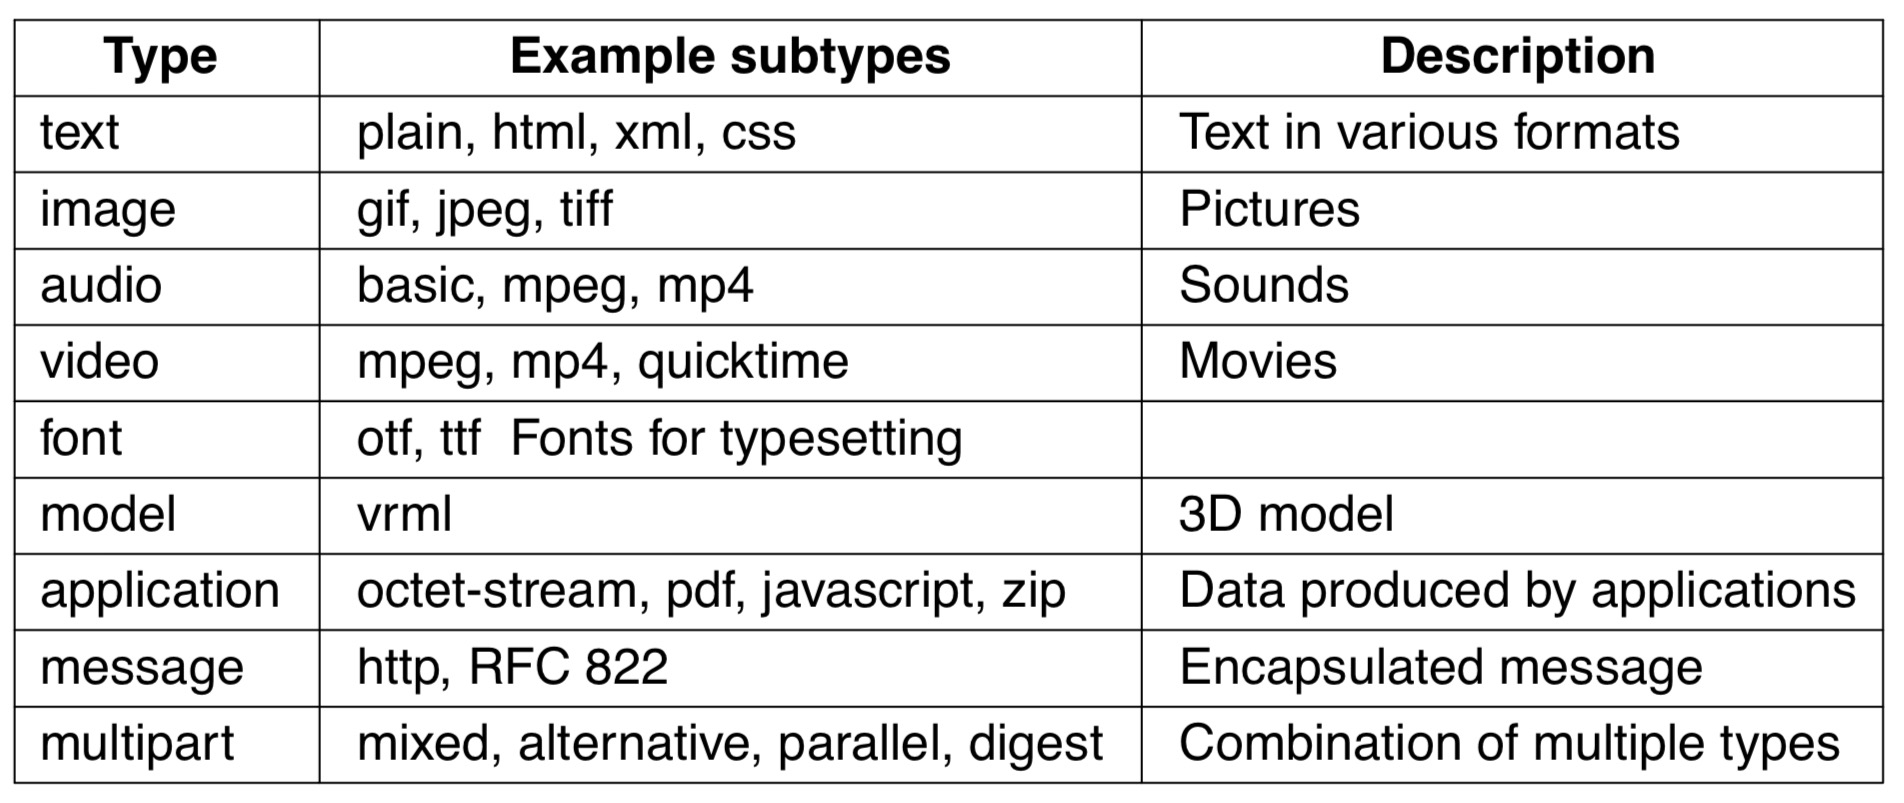 Type Example subtypes Description
text plain, html, xml, css Text in various formats
image gif, jpeg, tiff Pictures
audio basic, mpeg, mp4 Sounds
video mpeg, mp4, quicktime Movies
font otf, ttf Fonts for typesetting
model vrml 3D model
application octet-stream, pdf, javascript, zip Data produced by applications
message http, RFC 822 Encapsulated message
multipart mixed, alternative, parallel, digest Combination of multiple types